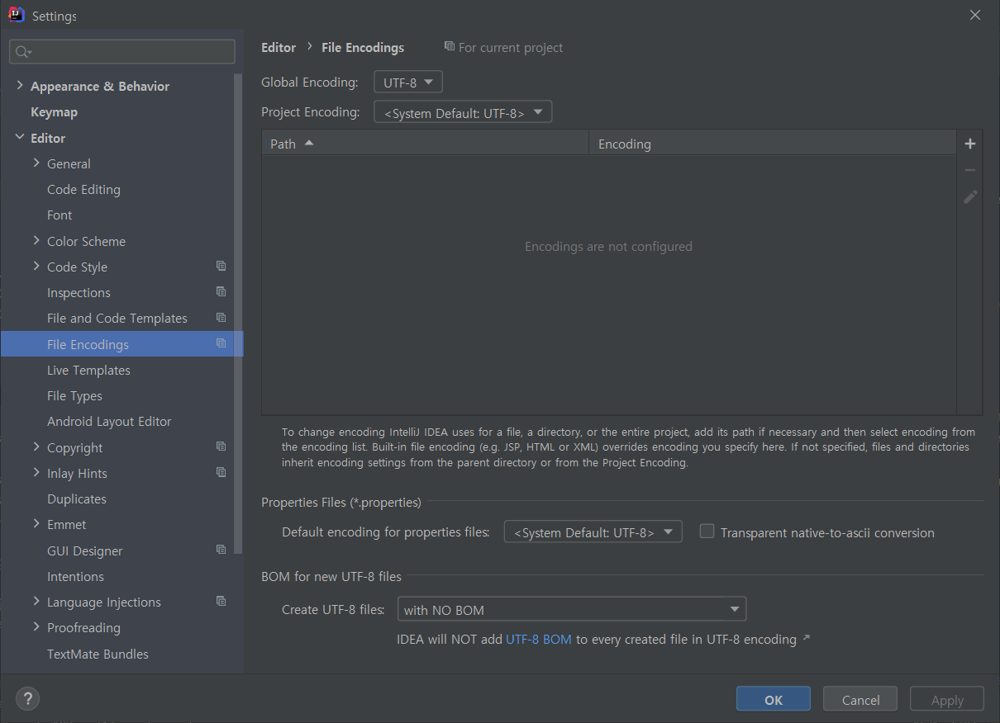 Settings
Appearance & Behavior
Keymap
Editor
General
Code Editing
Font
Color Scheme
Code Style
Inspections
File and Code Templates
File Encodings
Live Templates
File Types
Android Layout Editor
Copyright
Inlay Hints
Duplicates
Emmet
GUI Designer
Intentions
Language Injections
Proofreading
TextMate Bundles
Editor › File Encodings For current project
Global Encoding: UTF-8
Project Encoding: <System Default: UTF-8>
Path Encoding
Encodings are not configured
To change encoding IntelliJ IDEA uses for a file, a directory, or the entire project, add its path if necessary and then select encoding from
the encoding list. Built-in file encoding (e.g. JSP, HTML or XML) overrides encoding you specify here. If not specified, files and directories
inherit encoding settings from the parent directory or from the Project Encoding.
Properties Files (*.properties)
Default encoding for properties files: <System Default: UTF-8> Transparent native-to-ascii conversion
BOM for new UTF-8 files
Create UTF-8 files: with NO BOM
IDEA will NOT add UTF-8 BOM to every created file in UTF-8 encoding
? OK Cancel Apply